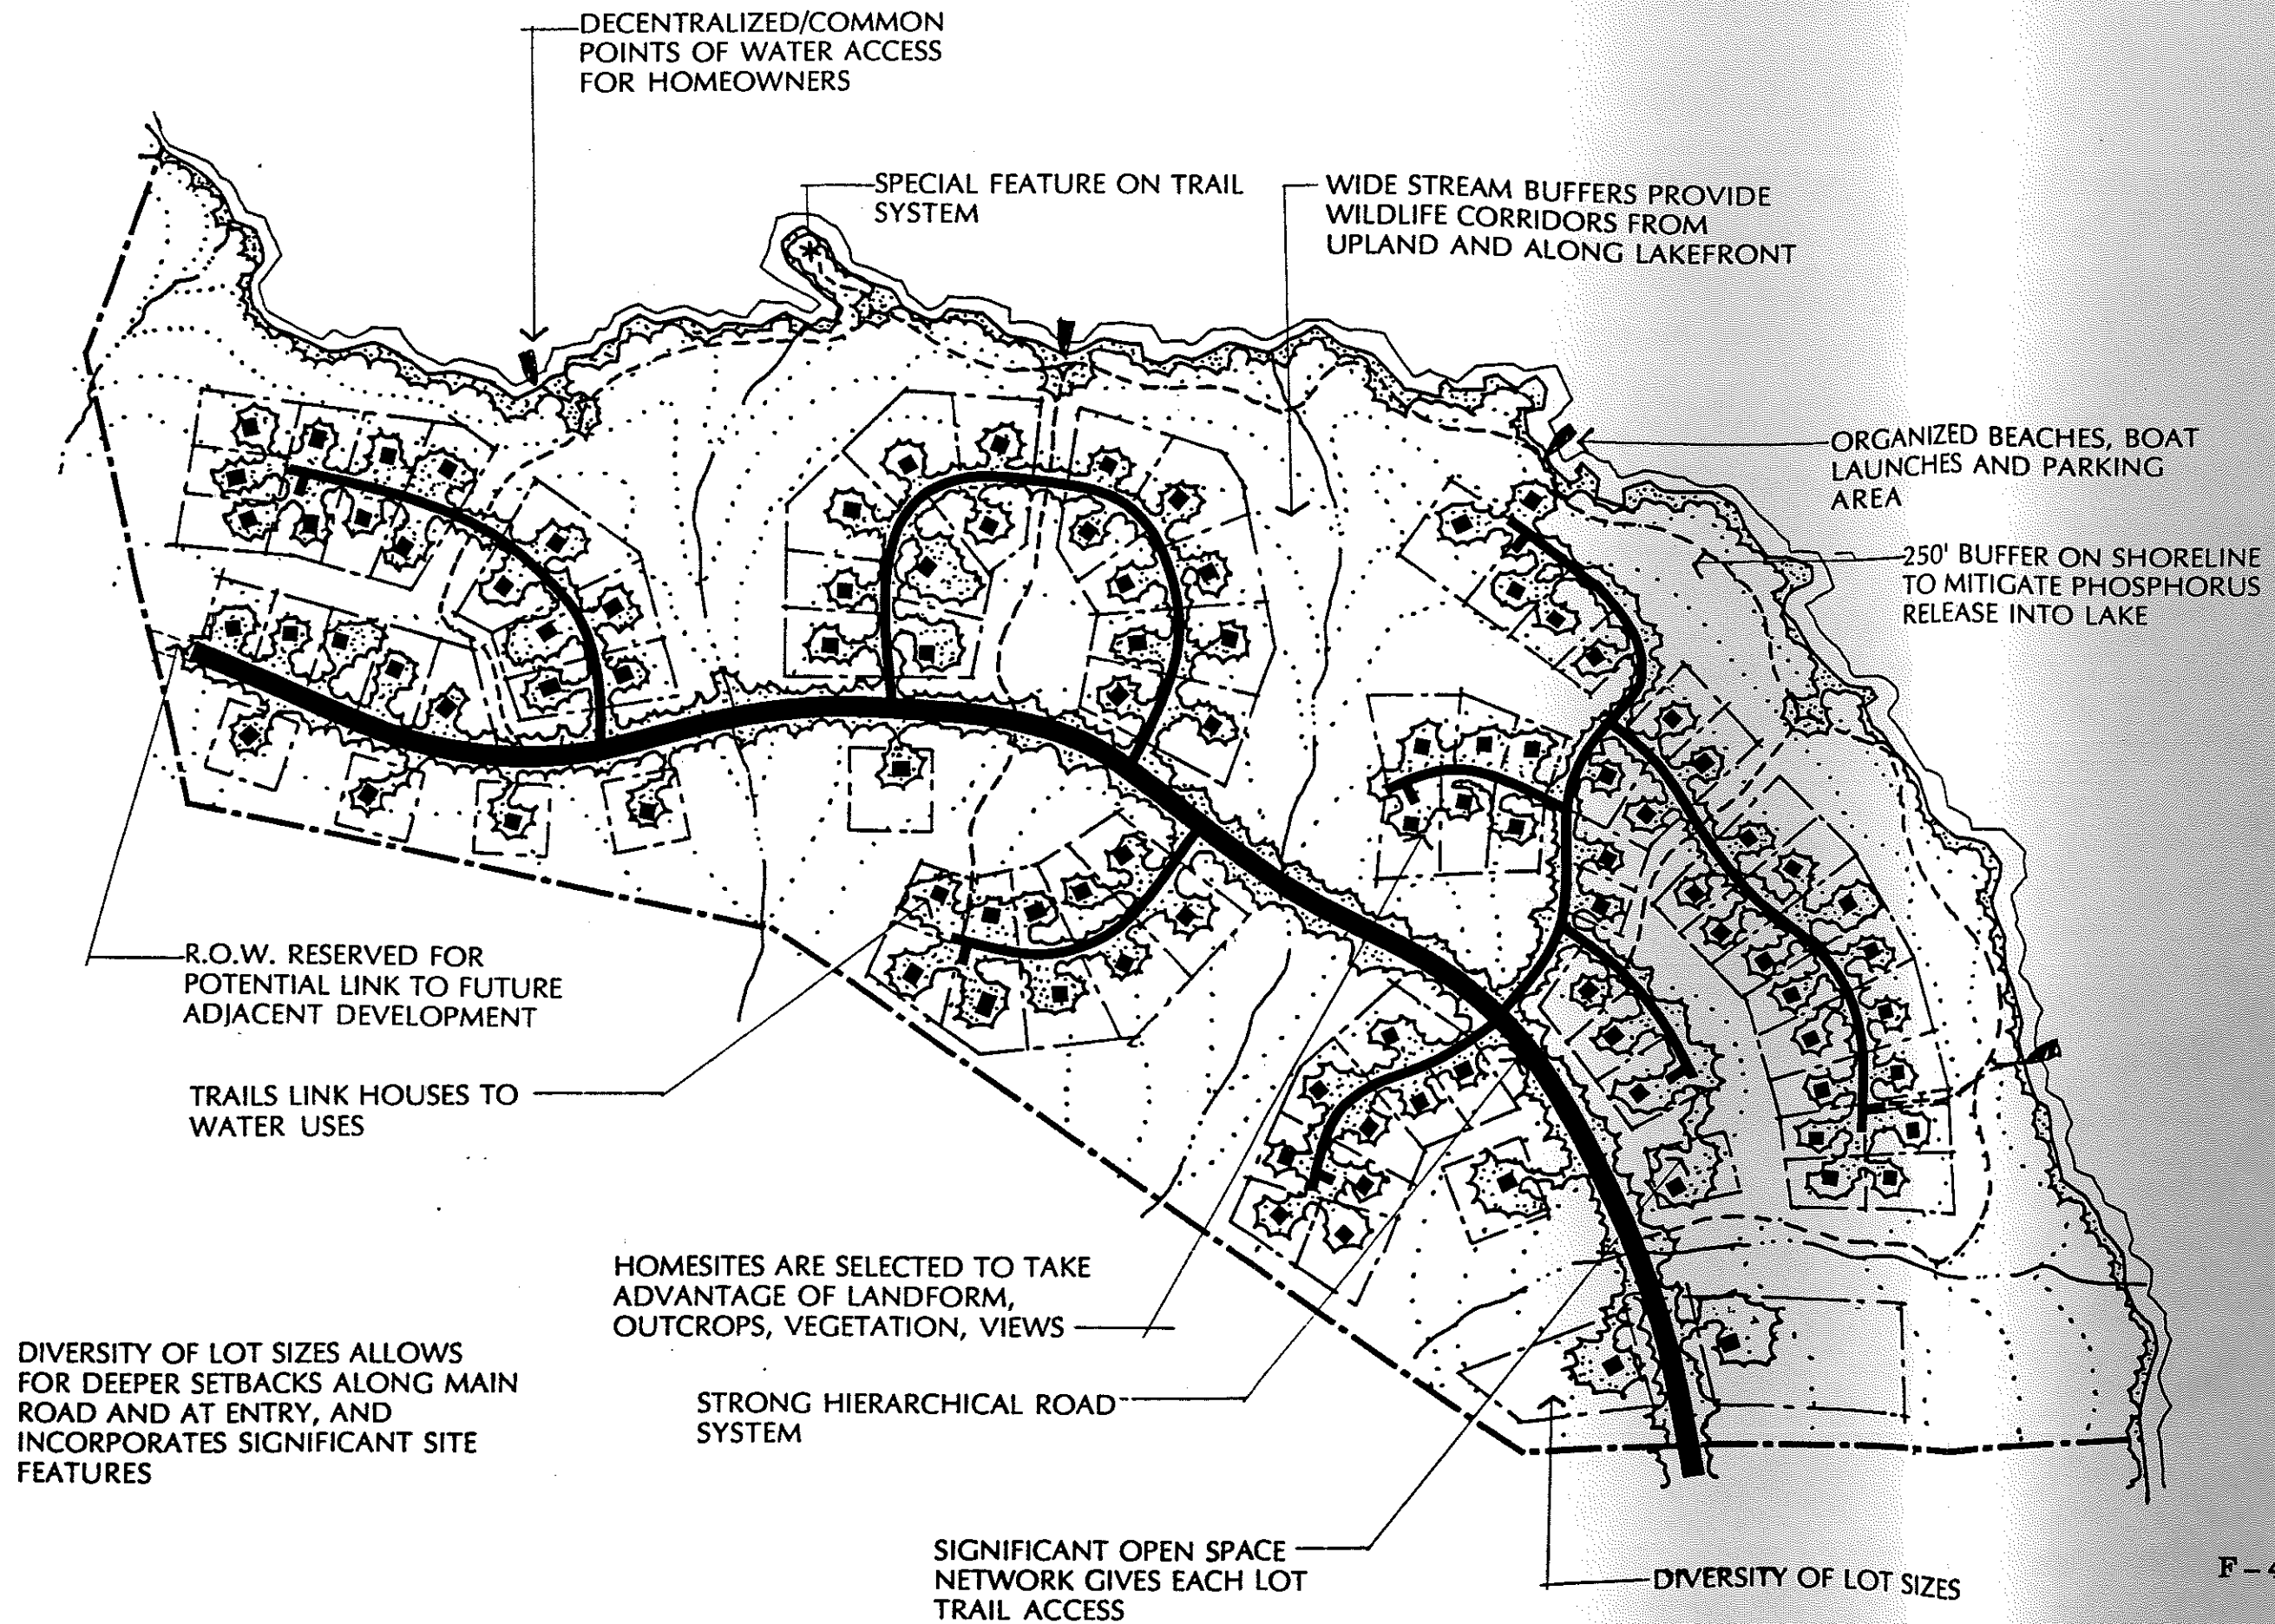 DECENTRALIZED/COMMON
POINTS OF WATER ACCESS
FOR HOMEOWNERS
SPECIAL FEATURE ON TRAIL
SYSTEM
WIDE STREAM BUFFERS PROVIDE
WILDLIFE CORRIDORS FROM
UPLAND AND ALONG LAKEFRONT
ORGANIZED BEACHES, BOAT
LAUNCHES AND PARKING
AREA
250' BUFFER ON SHORELINE
TO MITIGATE PHOSPHORUS
RELEASE INTO LAKE
R.O.W. RESERVED FOR
POTENTIAL LINK TO FUTURE
ADJACENT DEVELOPMENT
TRAILS LINK HOUSES TO
WATER USES
HOMESITES ARE SELECTED TO TAKE
ADVANTAGE OF LANDFORM,
OUTCROPS, VEGETATION, VIEWS
DIVERSITY OF LOT SIZES ALLOWS
FOR DEEPER SETBACKS ALONG MAIN
ROAD AND AT ENTRY, AND
INCORPORATES SIGNIFICANT SITE
FEATURES
STRONG HIERARCHICAL ROAD
SYSTEM
SIGNIFICANT OPEN SPACE
NETWORK GIVES EACH LOT
TRAIL ACCESS
DIVERSITY OF LOT SIZES
F-4